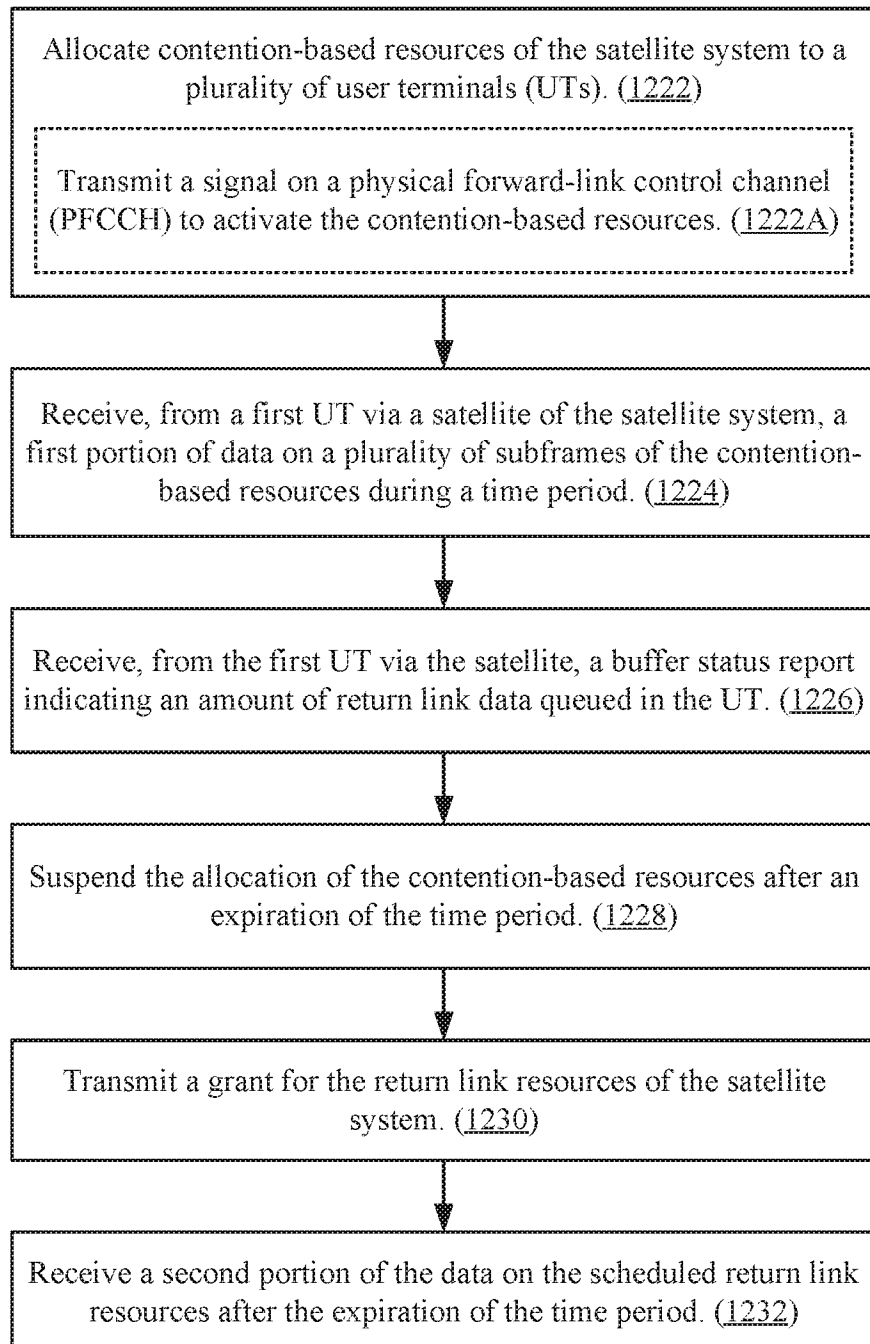 Allocate contention-based resources of the satellite system to a
plurality of user terminals (UTs). (1222)
Transmit a signal on a physical forward-link control channel
(PFCCH) to activate the contention-based resources. (1222A)
Receive, from a first UT via a satellite of the satellite system, a
first portion of data on a plurality of subframes of the contention-
based resources during a time period. (1224)
Receive, from the first UT via the satellite, a buffer status report
indicating an amount of return link data queued in the UT. (1226)
Suspend the allocation of the contention-based resources after an
expiration of the time period. (1228)
Transmit a grant for the return link resources of the satellite
system. (1230)
Receive a second portion of the data on the scheduled return link
resources after the expiration of the time period. (1232)